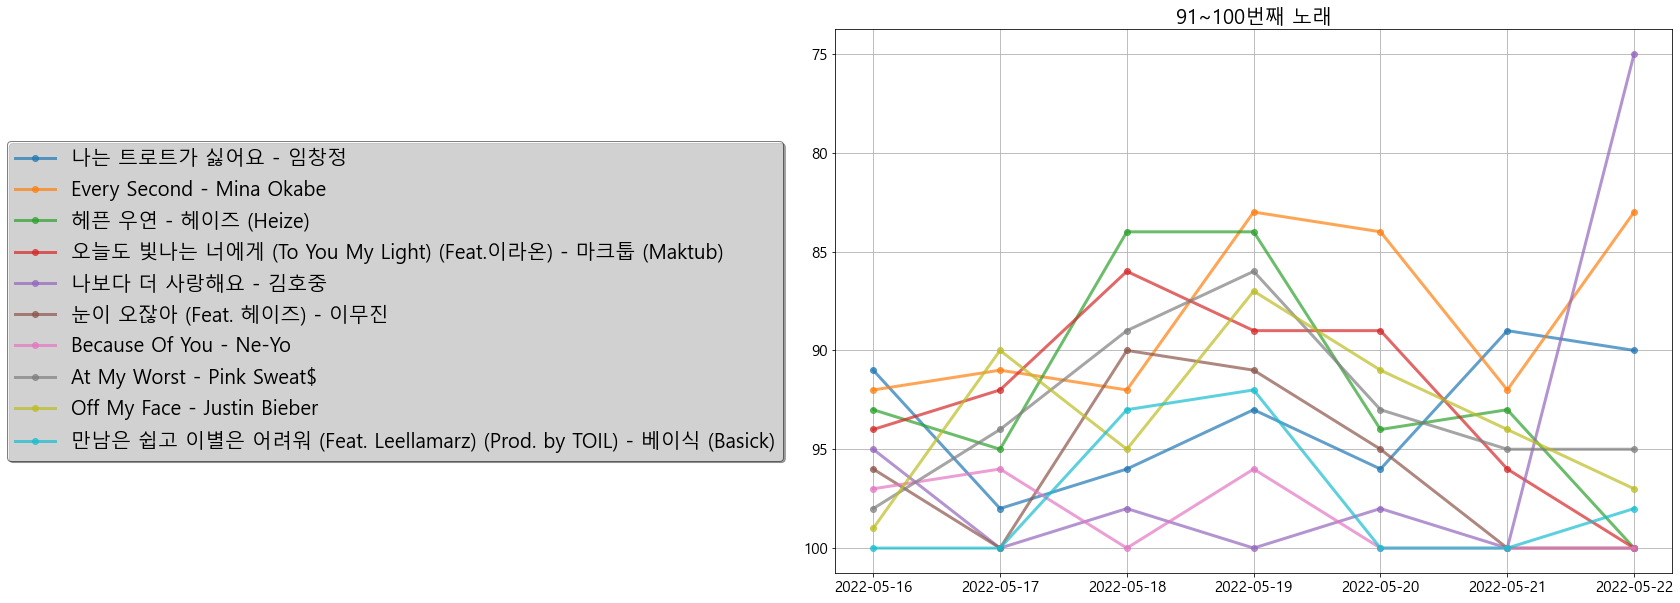 91~100번째 노래
나는 트로트가 싫어요 - 임창정
Every Second - Mina Okabe
헤픈 우연 - 헤이즈 (Heize)
오늘도 빛나는 너에게 (To You My Light) (Feat.이라온) - 마크툽 (Maktub)
나보다 더 사랑해요 - 김호중
눈이 오잖아 (Feat. 헤이즈) - 이무진
Because Of You - Ne-Yo
At My Worst - Pink Sweat$
Off My Face - Justin Bieber
만남은 쉽고 이별은 어려워 (Feat. Leellamarz) (Prod. by TOIL) - 베이식 (Basick)
75
80
85
90
95
100
2022-05-16 2022-05-17 2022-05-18 2022-05-19 2022-05-20 2022-05-21 2022-05-22